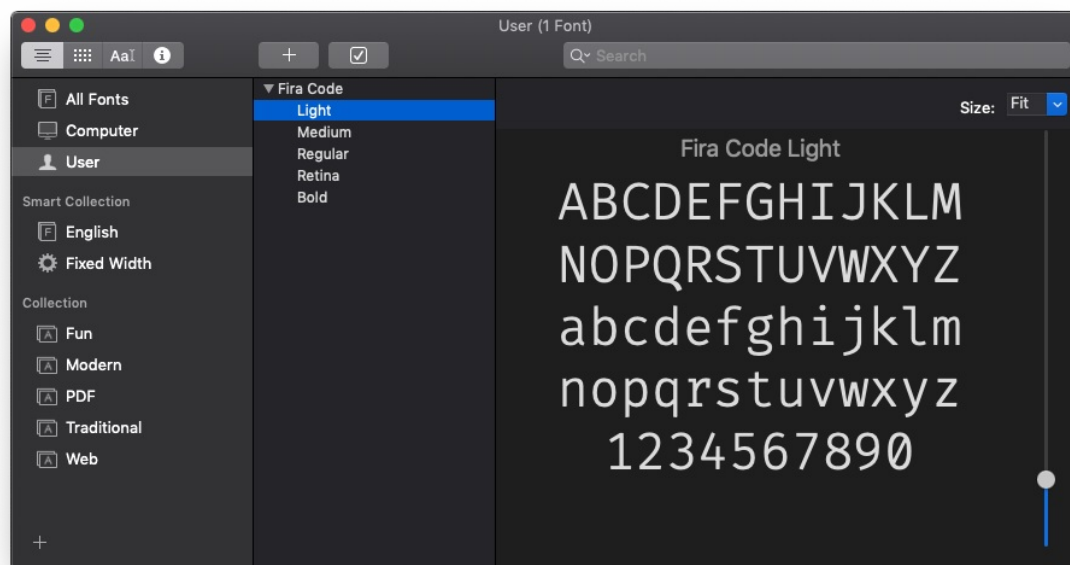 User (1 Font)
AaI
Search
All Fonts
Computer
User
Smart Collection
English
Fixed Width
Collection
Fun
Modern
PDF
Traditional
Web
Fira Code
Light
Medium
Regular
Retina
Bold
Size: Fit
Fira Code Light
ABCDEFGHIJKLM
NOPQRSTUVWXYZ
abcdefghijklm
nopqrstuvwxyz
1234567890